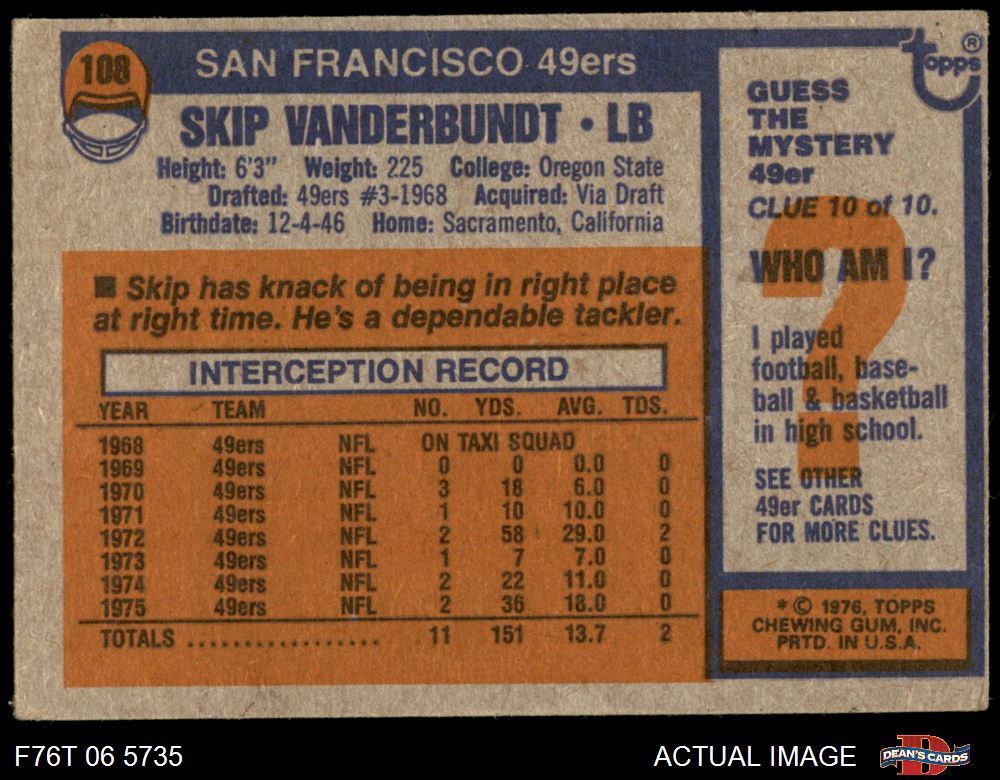 108
SAN FRANCISCO 49ers
SKIP VANDERBUNDT • LB
Height: 6'3" Weight: 225 College: Oregon State
Drafted: 49ers #3-1968 Acquired: Via Draft
Birthdate: 12-4-46 Home: Sacramento, California
■ Skip has knack of being in right place
at right time. He's a dependable tackler.
INTERCEPTION RECORD
YEAR TEAM NO. YDS. AVG. TDS.
1968 49ers NFL ON TAXI SQUAD
1969 49ers NFL 0 0 0.0 0
1970 49ers NFL 3 18 6.0 0
1971 49ers NFL 1 10 10.0 0
1972 49ers NFL 2 58 29.0 2
1973 49ers NFL 1 7 7.0 0
1974 49ers NFL 2 22 11.0 0
1975 49ers NFL 2 36 18.0 0
TOTALS .................. 11 151 13.7 2
topps ®
GUESS
THE
MYSTERY
49er
CLUE 10 of 10.
WHO AM I?
?
I played
football, base-
ball & basketball
in high school.
SEE OTHER
49er CARDS
FOR MORE CLUES.
* © 1976, TOPPS
CHEWING GUM, INC.
PRTD. IN U.S.A.
F76T 06 5735
ACTUAL IMAGE
D
DEAN'S CARDS